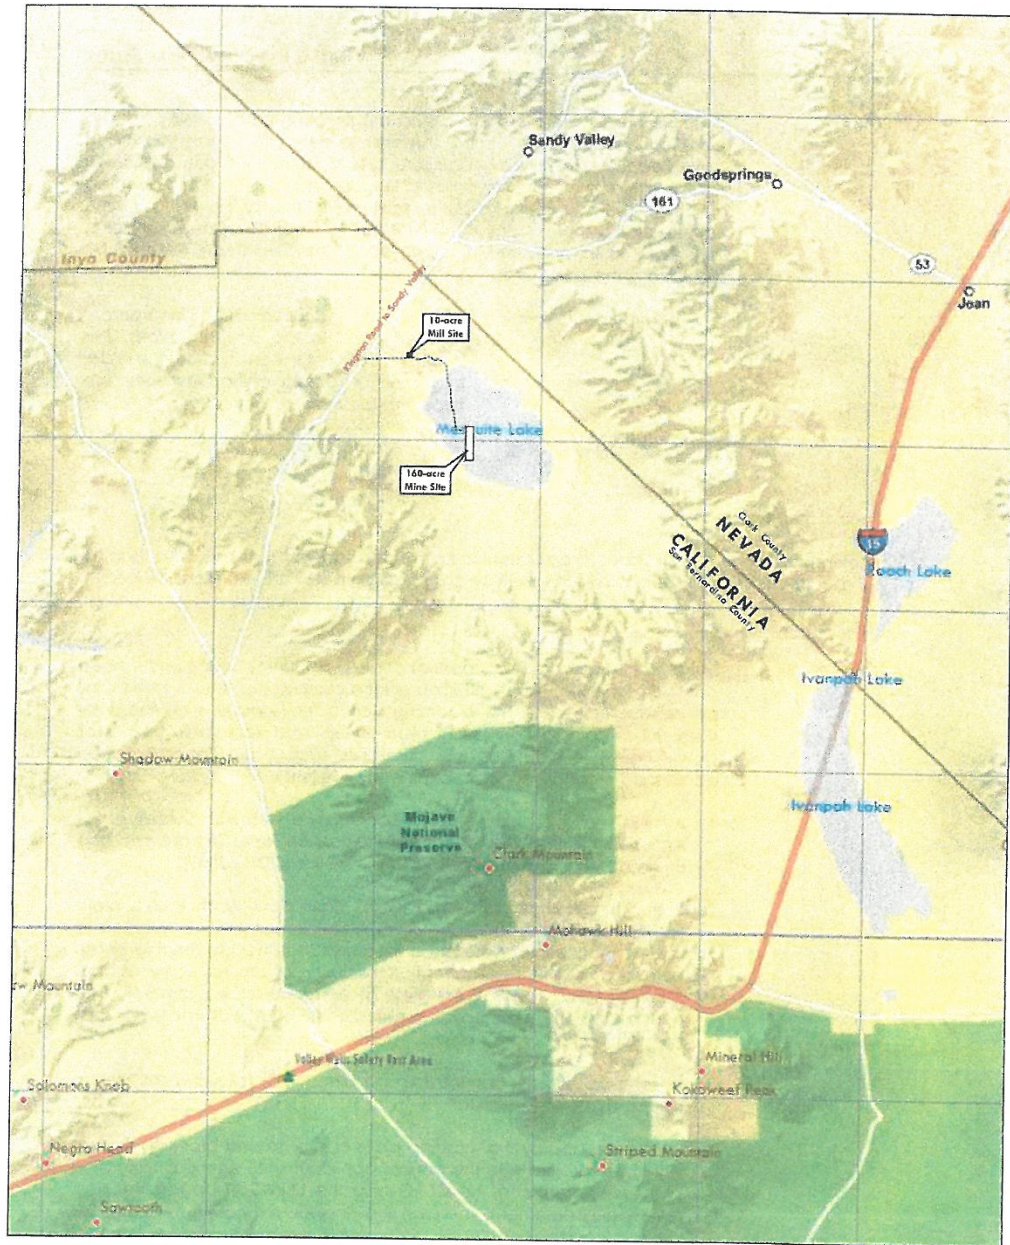 Sandy Valley
Goodsprings
161
Inyo County
53
Jean
Kingston Road to Sandy Valley
10-acre
Mill Site
Mesquite Lake
160-acre
Mine Site
Clark County
NEVADA
CALIFORNIA
San Bernardino County
15
Roach Lake
Ivanpah Lake
Shadow Mountain
Ivanpah Lake
Mojave
National
Preserve
Clark Mountain
Mohawk Hill
Mountain
Valley Wells Safety Rest Area
Mineral Hill
Solomons Knob
Kokoweef Peak
Negro Head
Striped Mountain
Sawtooth